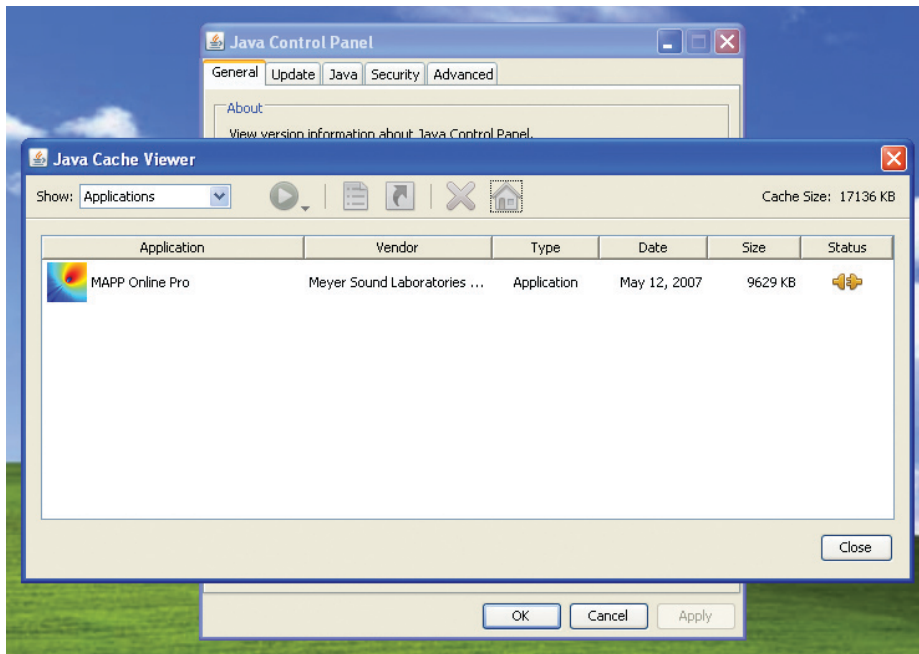 Java Control Panel
General Update Java Security Advanced
About
View version information about Java Control Panel.
Java Cache Viewer
Show: Applications Cache Size: 17136 KB
Application Vendor Type Date Size Status
MAPP Online Pro Meyer Sound Laboratories ... Application May 12, 2007 9629 KB
Close
OK Cancel Apply